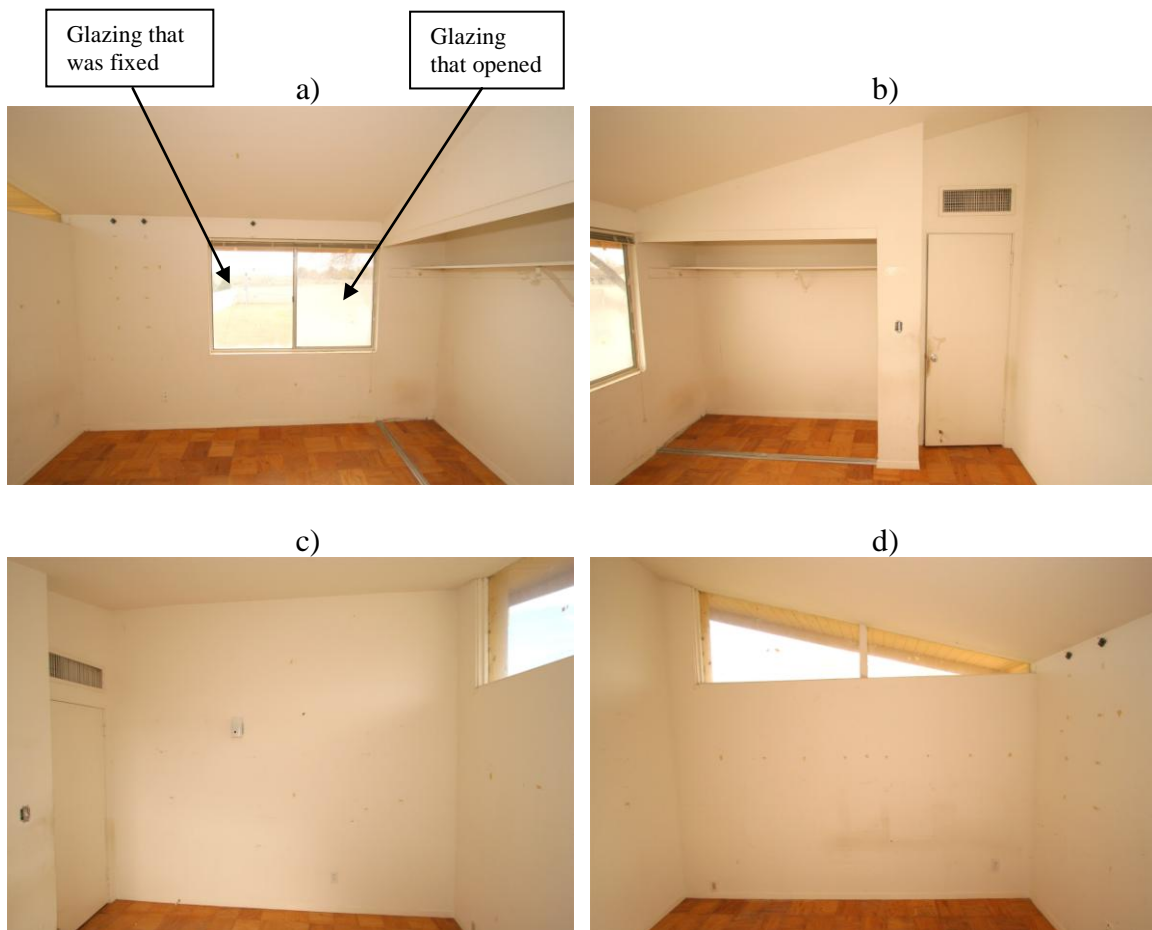 Glazing that
was fixed
Glazing
that opened
a)
b)
c)
d)